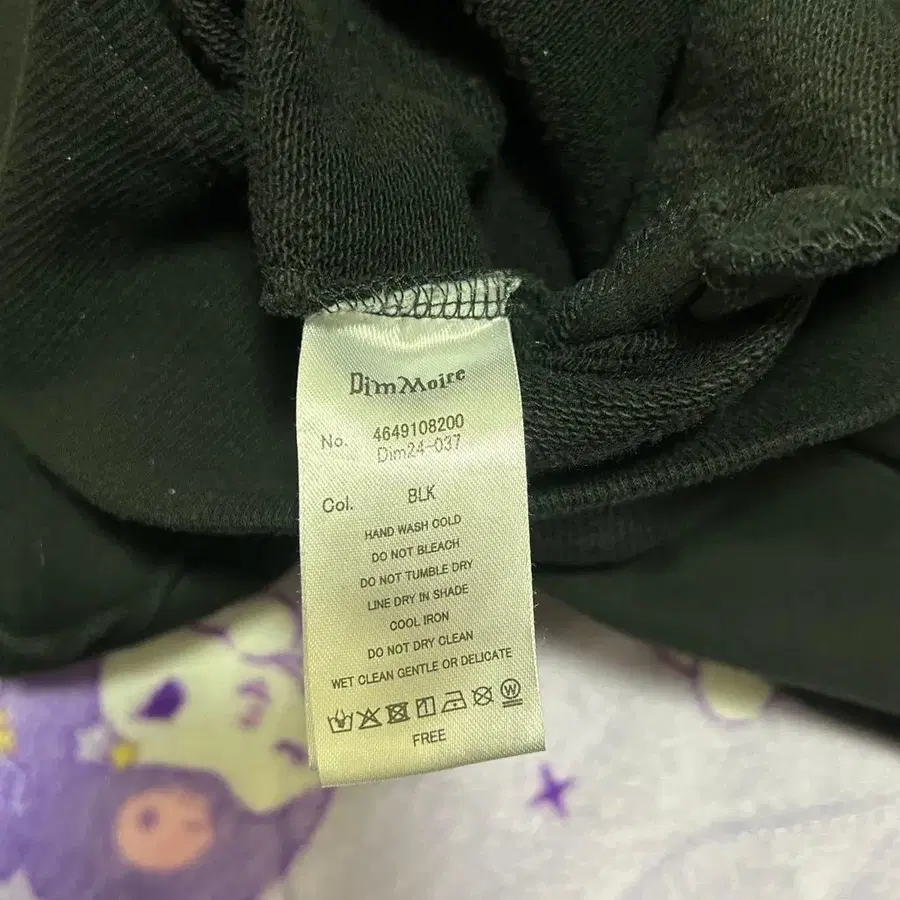 DimMoire
No. 4649108200
Dim24-037
Col. BLK
HAND WASH COLD
DO NOT BLEACH
DO NOT TUMBLE DRY
LINE DRY IN SHADE
COOL IRON
DO NOT DRY CLEAN
WET CLEAN GENTLE OR DELICATE
W
FREE